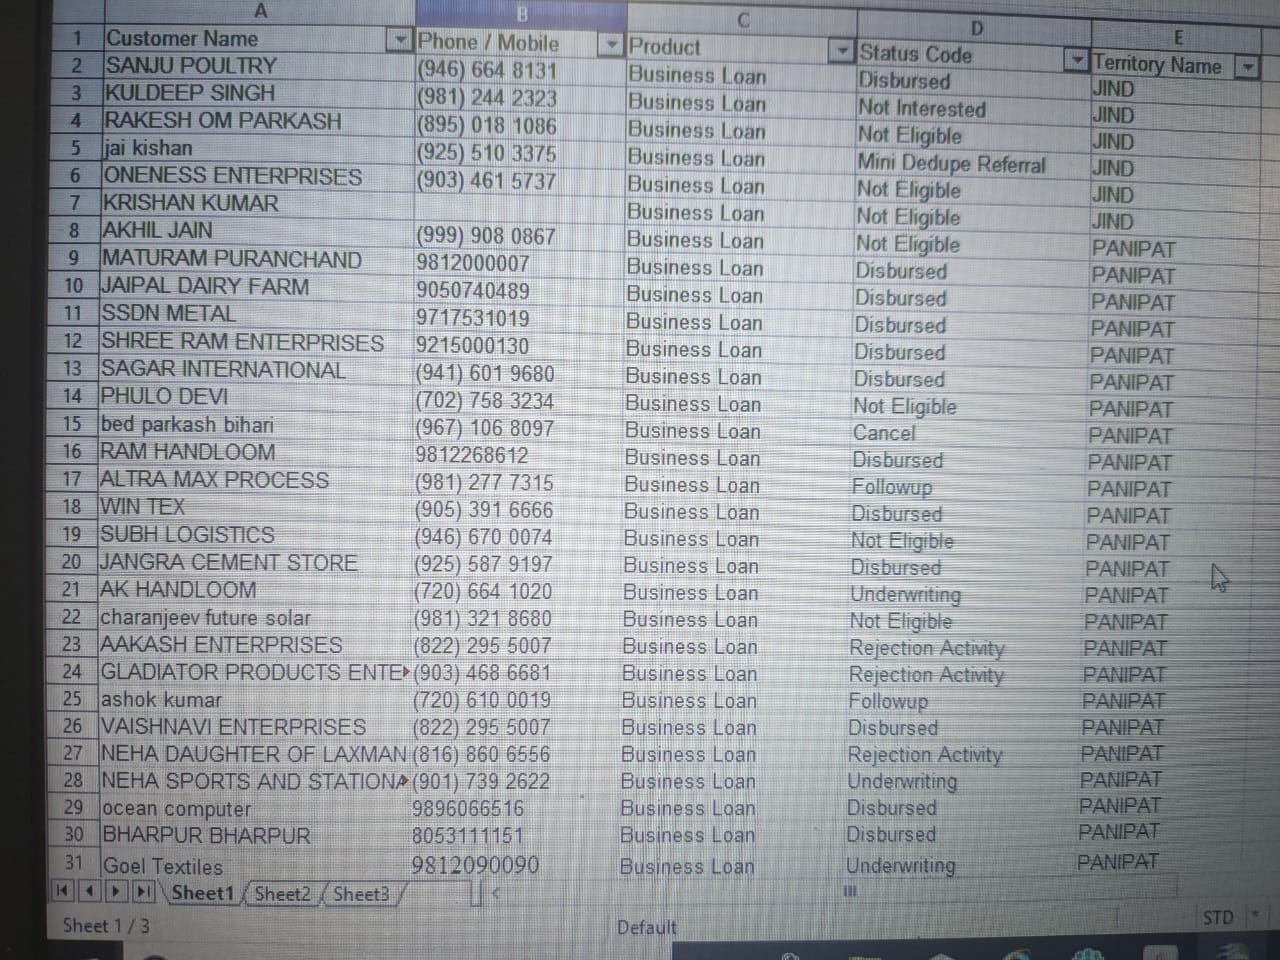 A B C D E
1 Customer Name Phone / Mobile Product Status Code Territory Name
2 SANJU POULTRY (946) 664 8131 Business Loan Disbursed JIND
3 KULDEEP SINGH (981) 244 2323 Business Loan Not Interested JIND
4 RAKESH OM PARKASH (895) 018 1086 Business Loan Not Eligible JIND
5 jai kishan (925) 510 3375 Business Loan Mini Dedupe Referral JIND
6 ONENESS ENTERPRISES (903) 461 5737 Business Loan Not Eligible JIND
7 KRISHAN KUMAR Business Loan Not Eligible JIND
8 AKHIL JAIN (999) 908 0867 Business Loan Not Eligible PANIPAT
9 MATURAM PURANCHAND 9812000007 Business Loan Disbursed PANIPAT
10 JAIPAL DAIRY FARM 9050740489 Business Loan Disbursed PANIPAT
11 SSDN METAL 9717531019 Business Loan Disbursed PANIPAT
12 SHREE RAM ENTERPRISES 9215000130 Business Loan Disbursed PANIPAT
13 SAGAR INTERNATIONAL (941) 601 9680 Business Loan Disbursed PANIPAT
14 PHULO DEVI (702) 758 3234 Business Loan Not Eligible PANIPAT
15 bed parkash bihari (967) 106 8097 Business Loan Cancel PANIPAT
16 RAM HANDLOOM 9812268612 Business Loan Disbursed PANIPAT
17 ALTRA MAX PROCESS (981) 277 7315 Business Loan Followup PANIPAT
18 WIN TEX (905) 391 6666 Business Loan Disbursed PANIPAT
19 SUBH LOGISTICS (946) 670 0074 Business Loan Not Eligible PANIPAT
20 JANGRA CEMENT STORE (925) 587 9197 Business Loan Disbursed PANIPAT
21 AK HANDLOOM (720) 664 1020 Business Loan Underwriting PANIPAT
22 charanjeev future solar (981) 321 8680 Business Loan Not Eligible PANIPAT
23 AAKASH ENTERPRISES (822) 295 5007 Business Loan Rejection Activity PANIPAT
24 GLADIATOR PRODUCTS ENTE (903) 468 6681 Business Loan Rejection Activity PANIPAT
25 ashok kumar (720) 610 0019 Business Loan Followup PANIPAT
26 VAISHNAVI ENTERPRISES (822) 295 5007 Business Loan Disbursed PANIPAT
27 NEHA DAUGHTER OF LAXMAN (816) 860 6556 Business Loan Rejection Activity PANIPAT
28 NEHA SPORTS AND STATIONA (901) 739 2622 Business Loan Underwriting PANIPAT
29 ocean computer 9896066516 Business Loan Disbursed PANIPAT
30 BHARPUR BHARPUR 8053111151 Business Loan Disbursed PANIPAT
31 Goel Textiles 9812090090 Business Loan Underwriting PANIPAT
Sheet1 Sheet2 Sheet3
Sheet 1 / 3 Default STD *